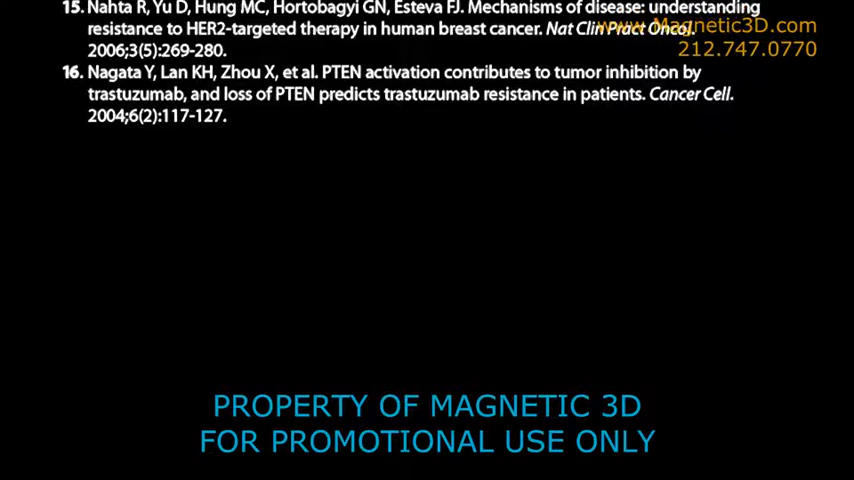 15. Nahta R, Yu D, Hung MC, Hortobagyi GN, Esteva FJ. Mechanisms of disease: understanding
resistance to HER2-targeted therapy in human breast cancer. Nat Clin Pract Oncol.
www.Magnetic3D.com
2006;3(5):269-280.
212.747.0770
16. Nagata Y, Lan KH, Zhou X, et al. PTEN activation contributes to tumor inhibition by
trastuzumab, and loss of PTEN predicts trastuzumab resistance in patients. Cancer Cell.
2004;6(2):117-127.
PROPERTY OF MAGNETIC 3D
FOR PROMOTIONAL USE ONLY